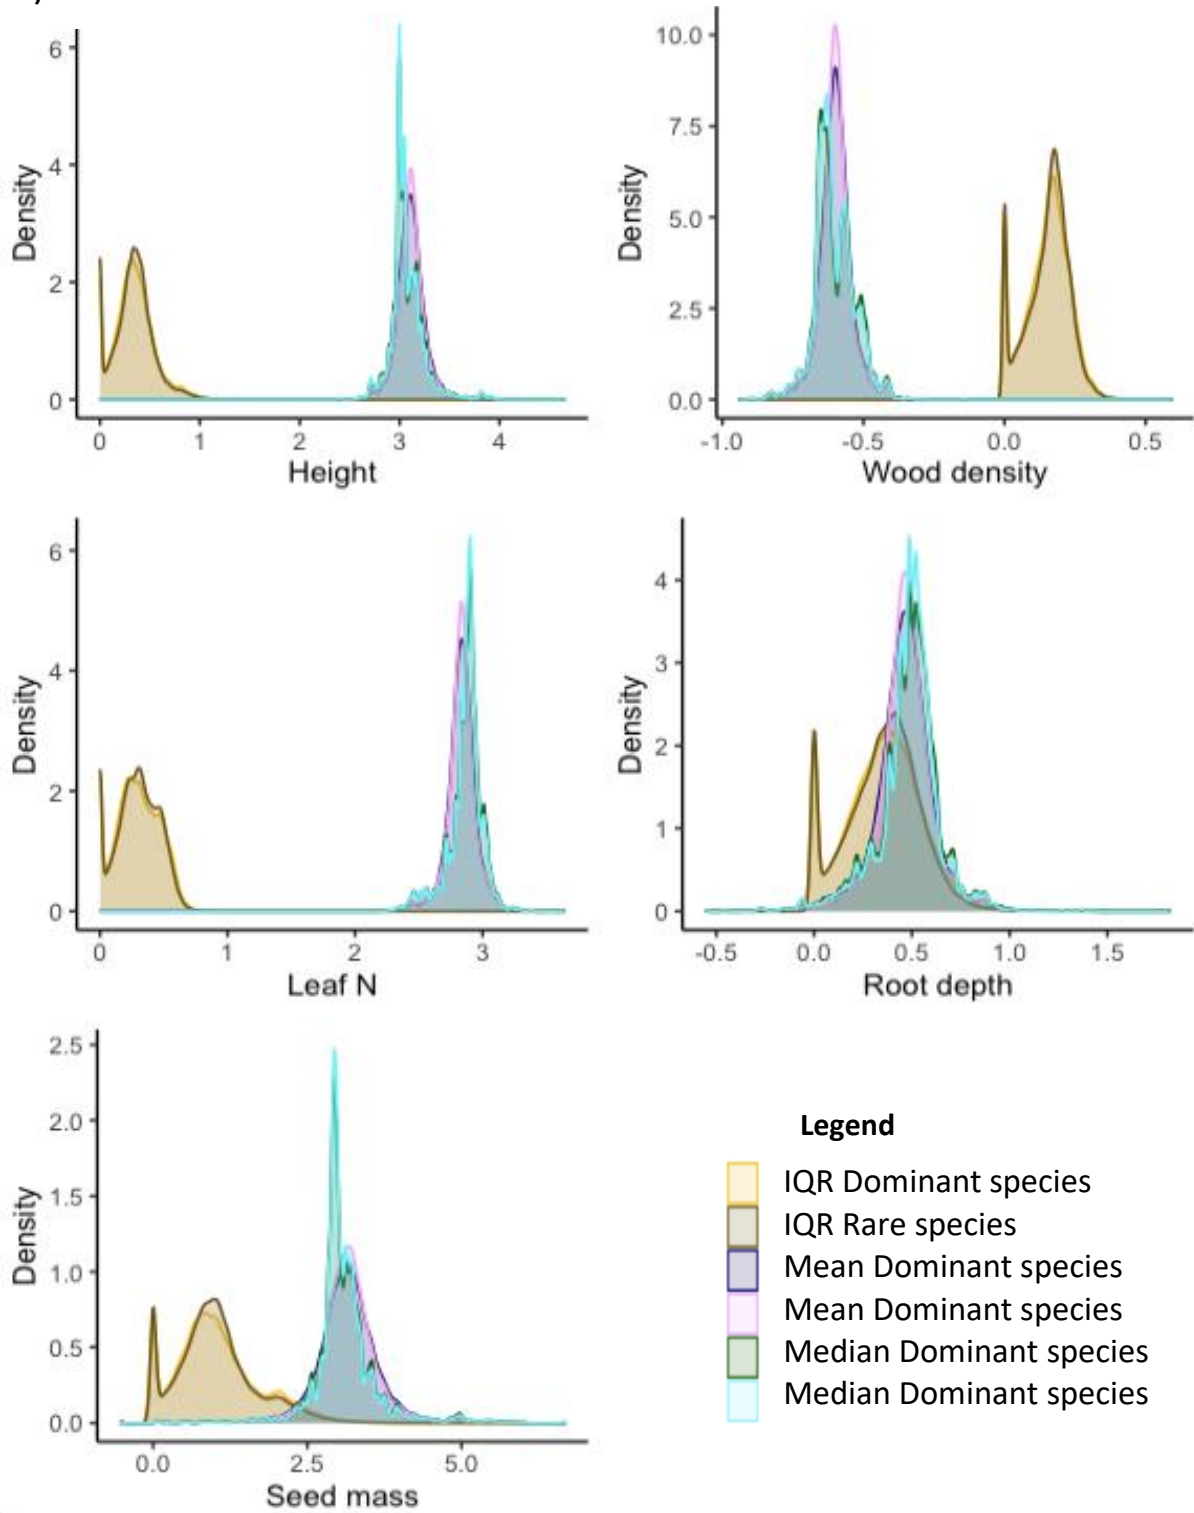 6
4
2
0
Density
0 1 2 3 4
Height
10.0
7.5
5.0
2.5
0.0
Density
-1.0 -0.5 0.0 0.5
Wood density
6
4
2
0
Density
0 1 2 3
Leaf N
4
3
2
1
0
Density
-0.5 0.0 0.5 1.0 1.5
Root depth
2.5
2.0
1.5
1.0
0.5
0.0
Density
0.0 2.5 5.0
Seed mass
Legend
IQR Dominant species
IQR Rare species
Mean Dominant species
Mean Dominant species
Median Dominant species
Median Dominant species